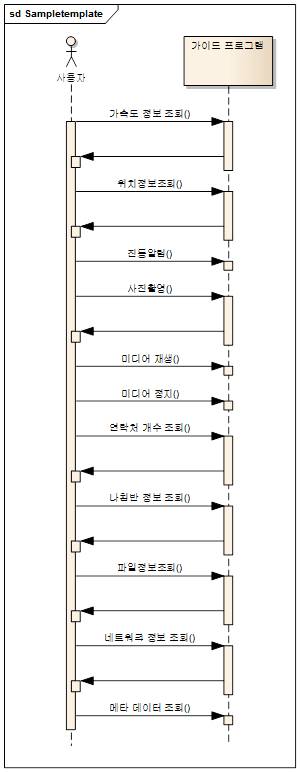 sd Sampletemplate
사용자
가이드 프로그램
가속도 정보 조회()
위치정보조회()
진동알림()
사진촬영()
미디어 재생()
미디어 정지()
연락처 개수 조회()
나침반 정보 조회()
파일정보조회()
네트워크 정보 조회()
메타 데이터 조회()